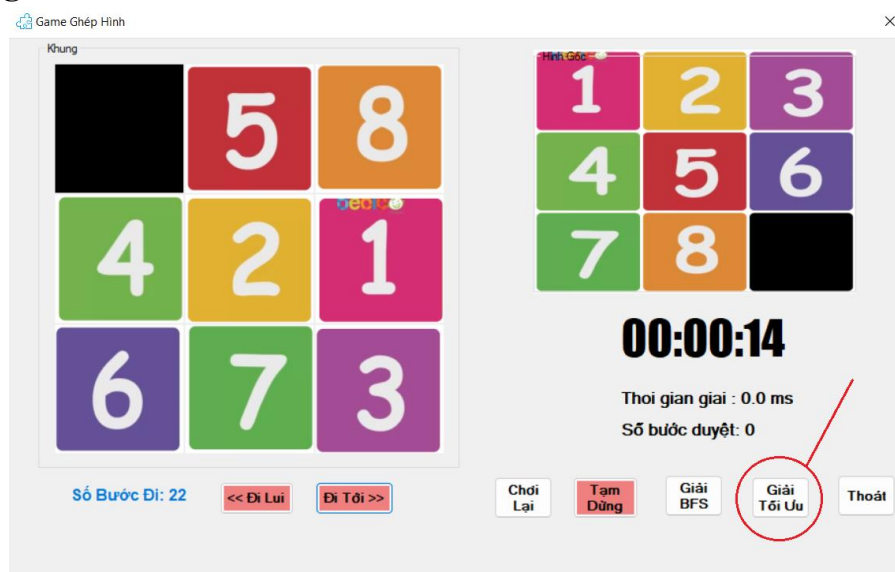 Game Ghép Hình
Khung
5 8
4 2 1
6 7 3
Hình Gốc
1 2 3
4 5 6
7 8
00:00:14
Thoi gian giai : 0.0 ms
Số bước duyệt: 0
Số Bước Đi: 22
<< Đi Lui
Đi Tới >>
Chơi
Lại
Tạm
Dừng
Giải
BFS
Giải
Tối Ưu
Thoát